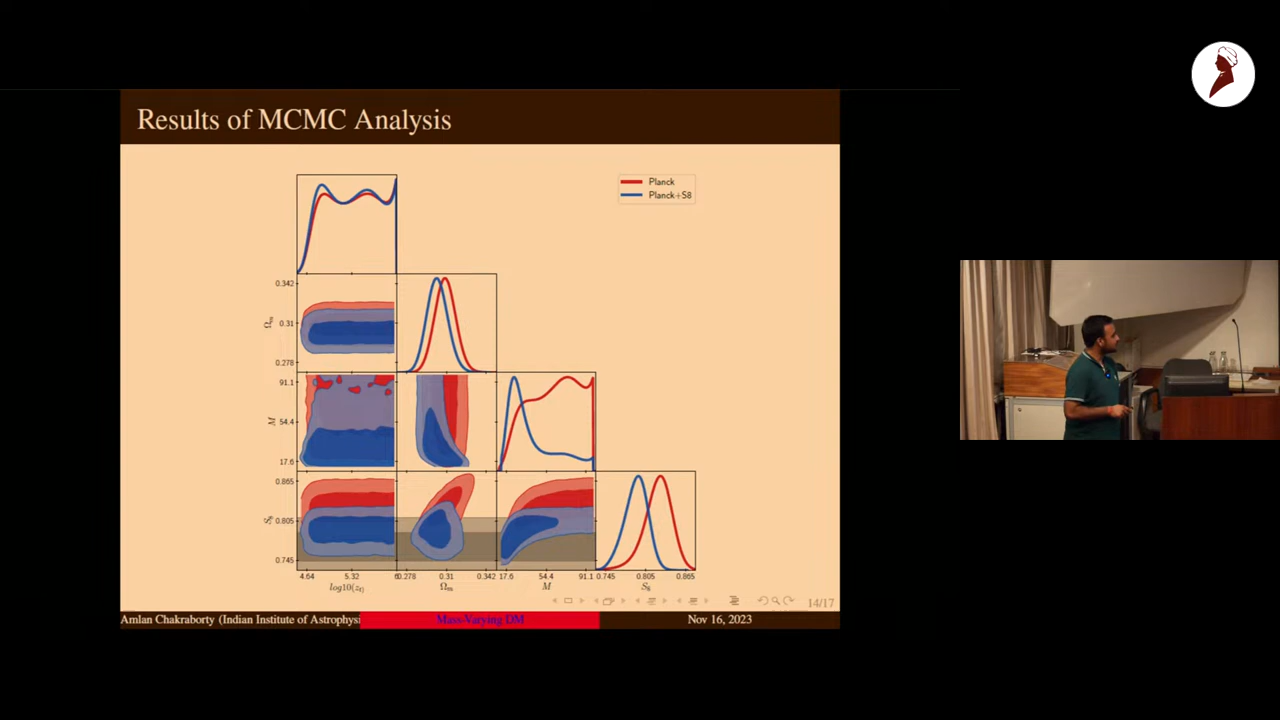 Results of MCMC Analysis
Planck
Planck+S8
0.342
0.31
0.278
Ωm
91.1
54.4
17.6
M
0.865
0.805
0.745
S8
4.64 5.32 0.278 0.31 0.342 17.6 54.4 91.1 0.745 0.805 0.865
log10(zt) Ωm M S8
14/17
Amlan Chakraborty (Indian Institute of Astrophysi Mass-Varying DM Nov 16, 2023